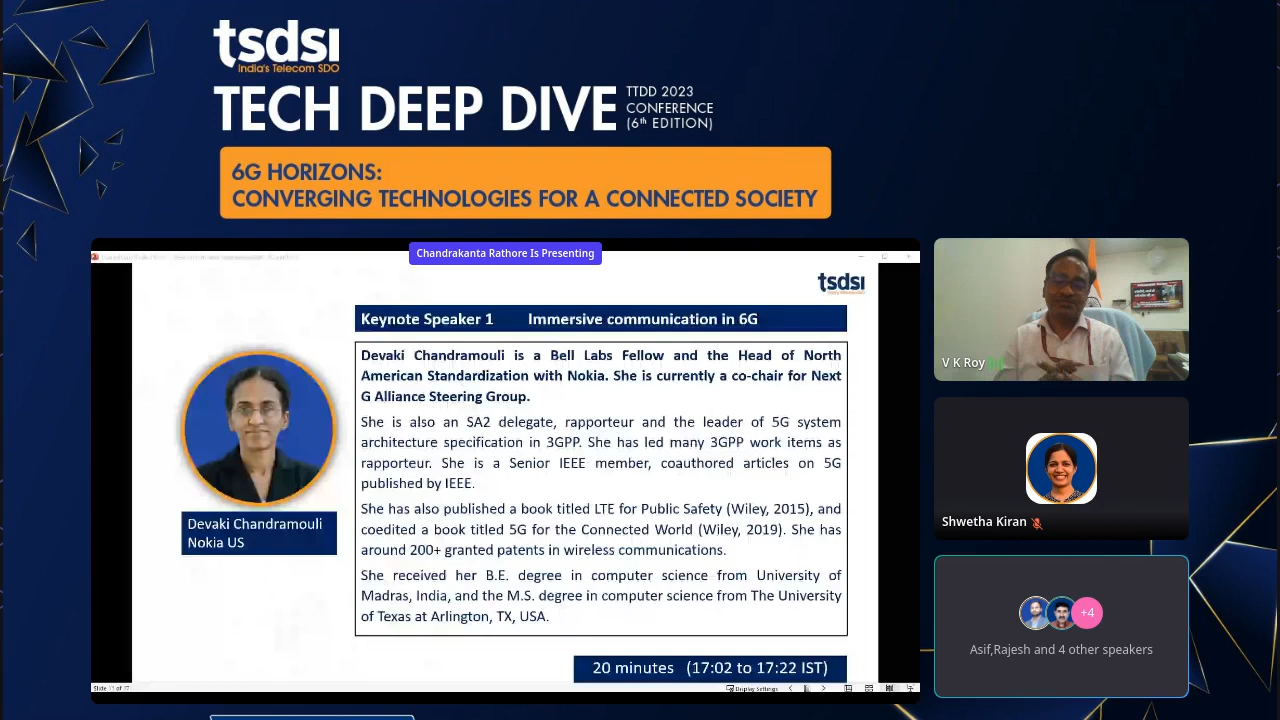 tsdsi
India's Telecom SDO
TECH DEEP DIVE
TTDD 2023
CONFERENCE
(6th EDITION)
6G HORIZONS:
CONVERGING TECHNOLOGIES FOR A CONNECTED SOCIETY
Chandrakanta Rathore Is Presenting
tsdsi
Keynote Speaker 1 Immersive communication in 6G
Devaki Chandramouli is a Bell Labs Fellow and the Head of North
American Standardization with Nokia. She is currently a co-chair for Next
G Alliance Steering Group.
She is also an SA2 delegate, rapporteur and the leader of 5G system
architecture specification in 3GPP. She has led many 3GPP work items as
rapporteur. She is a Senior IEEE member, coauthored articles on 5G
published by IEEE.
She has also published a book titled LTE for Public Safety (Wiley, 2015), and
coedited a book titled 5G for the Connected World (Wiley, 2019). She has
around 200+ granted patents in wireless communications.
She received her B.E. degree in computer science from University of
Madras, India, and the M.S. degree in computer science from The University
of Texas at Arlington, TX, USA.
Devaki Chandramouli
Nokia US
20 minutes (17:02 to 17:22 IST)
Slide 11 of 17
Display Settings
V K Roy
Shwetha Kiran
+4
Asif,Rajesh and 4 other speakers